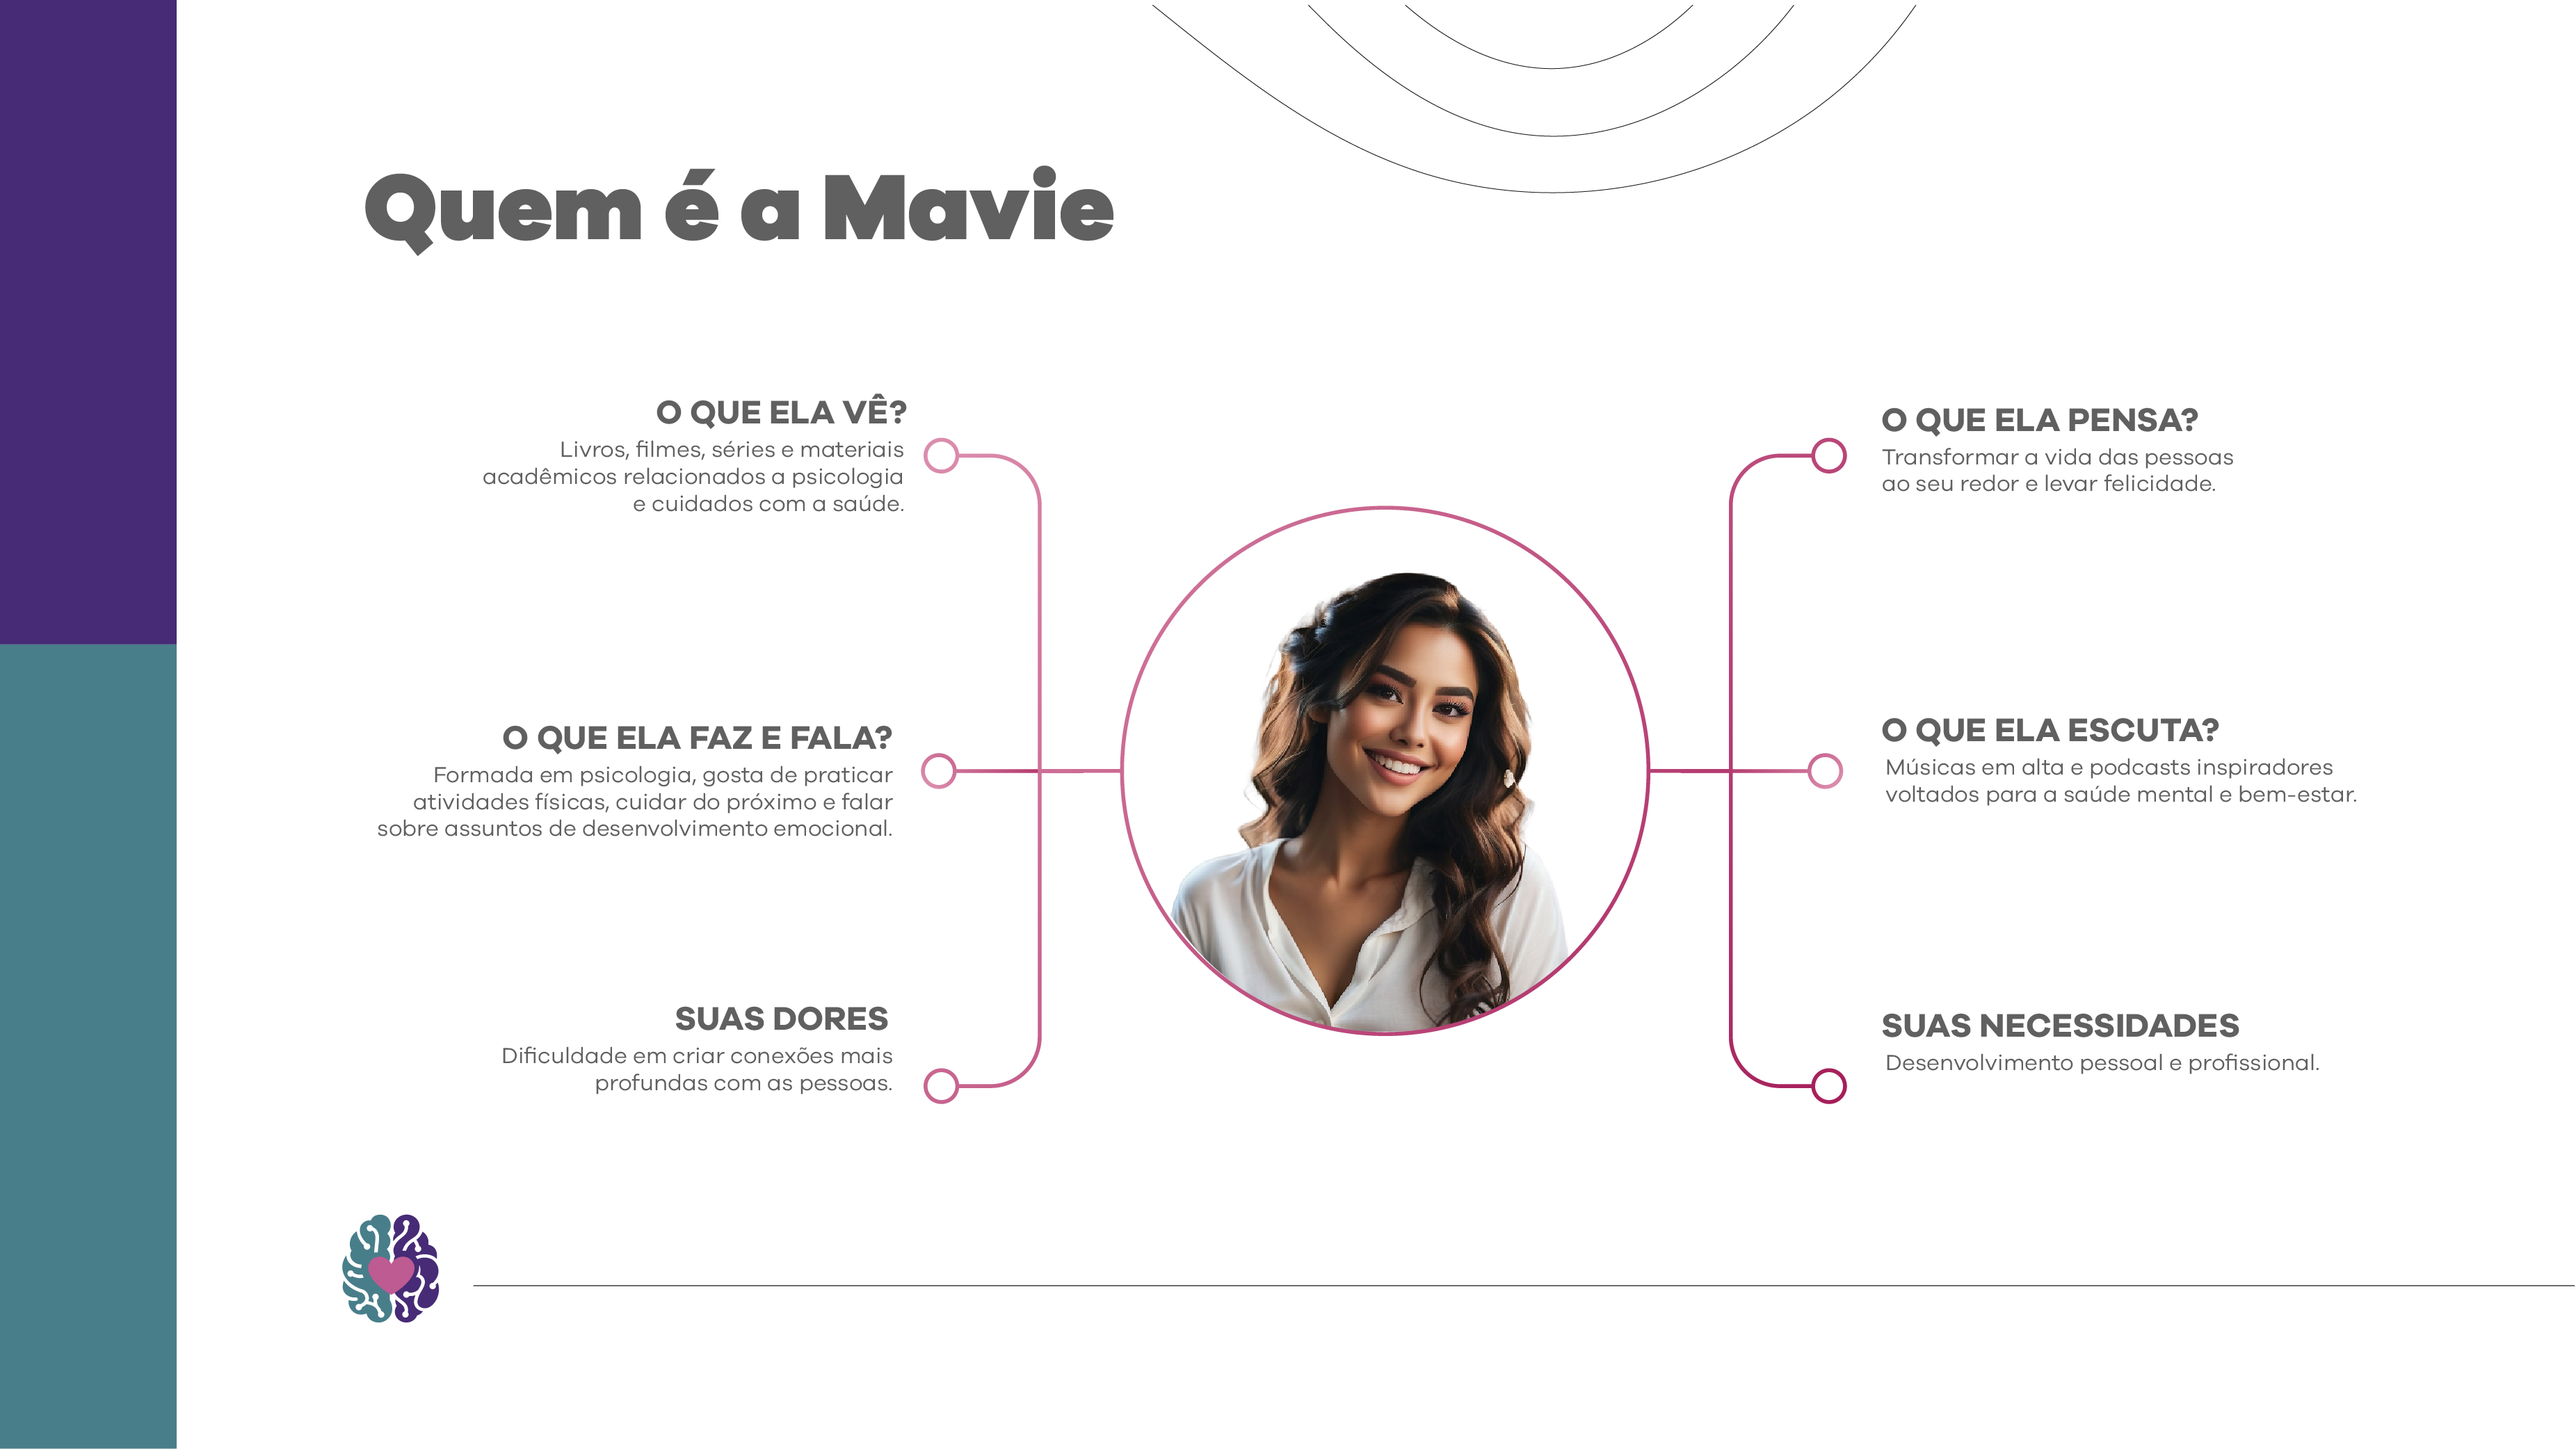 Quem é a Mavie
O QUE ELA VÊ?
Livros, filmes, séries e materiais
acadêmicos relacionados a psicologia
e cuidados com a saúde.
O QUE ELA FAZ E FALA?
Formada em psicologia, gosta de praticar
atividades físicas, cuidar do próximo e falar
sobre assuntos de desenvolvimento emocional.
SUAS DORES
Dificuldade em criar conexões mais
profundas com as pessoas.
O QUE ELA PENSA?
Transformar a vida das pessoas
ao seu redor e levar felicidade.
O QUE ELA ESCUTA?
Músicas em alta e podcasts inspiradores
voltados para a saúde mental e bem-estar.
SUAS NECESSIDADES
Desenvolvimento pessoal e profissional.